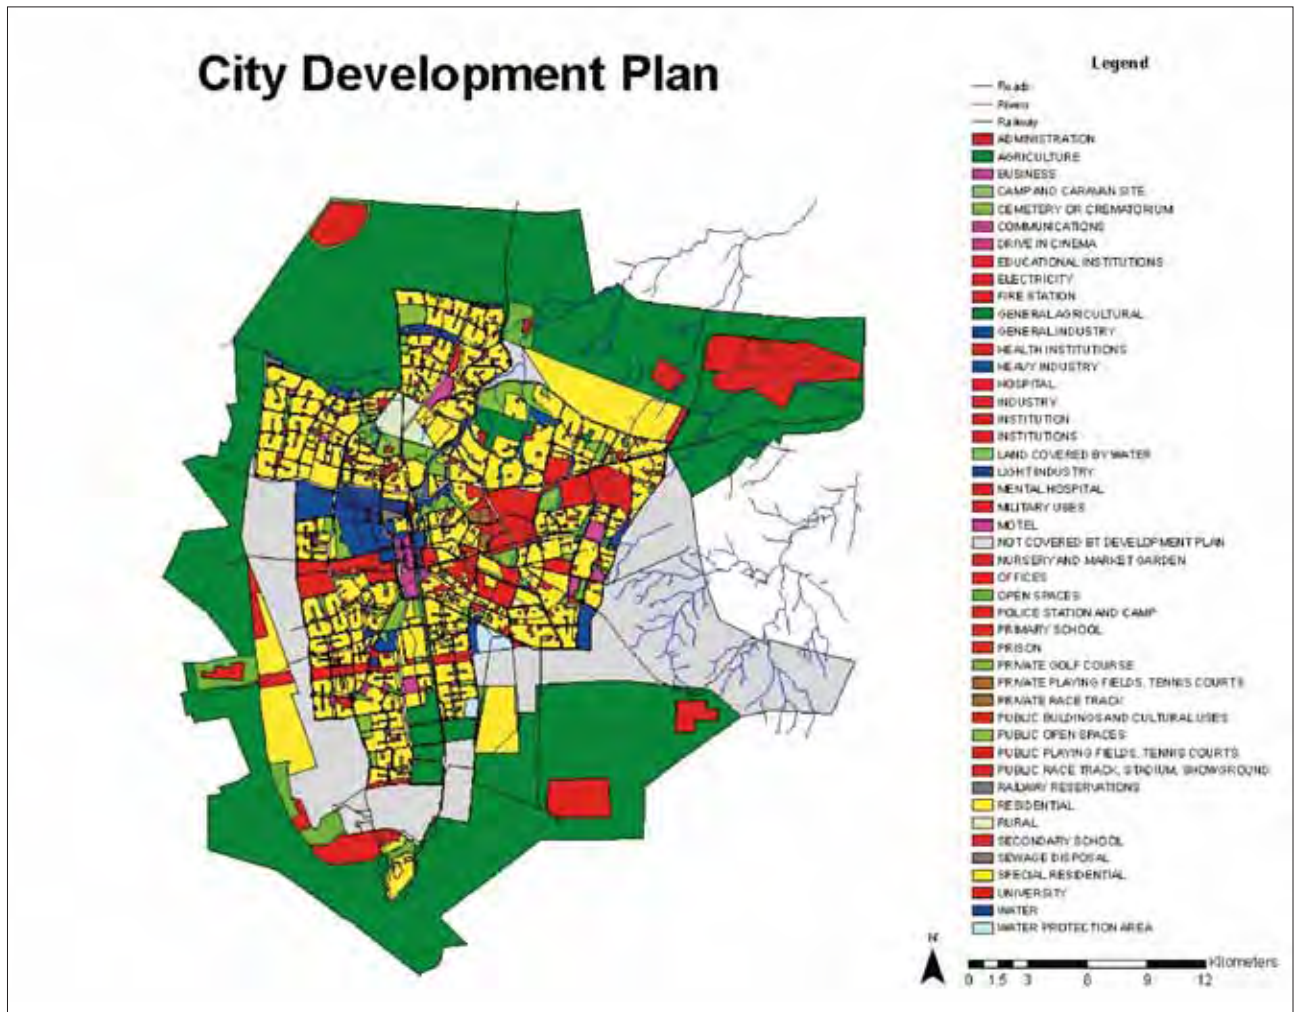 City Development Plan
Legend
Roads
Rivers
Railway
ADMINISTRATION
AGRICULTURE
BUSINESS
CAMP AND CARAVAN SITE
CEMETERY OR CREMATORIUM
COMMUNICATIONS
DRIVE IN CINEMA
EDUCATIONAL INSTITUTIONS
ELECTRICITY
FIRE STATION
GENERAL AGRICULTURAL
GENERAL INDUSTRY
HEALTH INSTITUTIONS
HEAVY INDUSTRY
HOSPITAL
INDUSTRY
INSTITUTION
INSTITUTIONS
LAND COVERED BY WATER
LIGHT INDUSTRY
MENTAL HOSPITAL
MILITARY USES
MOTEL
NOT COVERED BT DEVELOPMENT PLAN
NURSERY AND MARKET GARDEN
OFFICES
OPEN SPACES
POLICE STATION AND CAMP
PRIMARY SCHOOL
PRISON
PRIVATE GOLF COURSE
PRIVATE PLAYING FIELDS, TENNIS COURTS
PRIVATE RACE TRACK
PUBLIC BUILDINGS AND CULTURAL USES
PUBLIC OPEN SPACES
PUBLIC PLAYING FIELDS, TENNIS COURTS
PUBLIC RACE TRACK, STADIUM, SHOWGROUND
RAILWAY RESERVATIONS
RESIDENTIAL
RURAL
SECONDARY SCHOOL
SEWAGE DISPOSAL
SPECIAL RESIDENTIAL
UNIVERSITY
WATER
WATER PROTECTION AREA
N
Kilometers
0 1.5 3 6 9 12